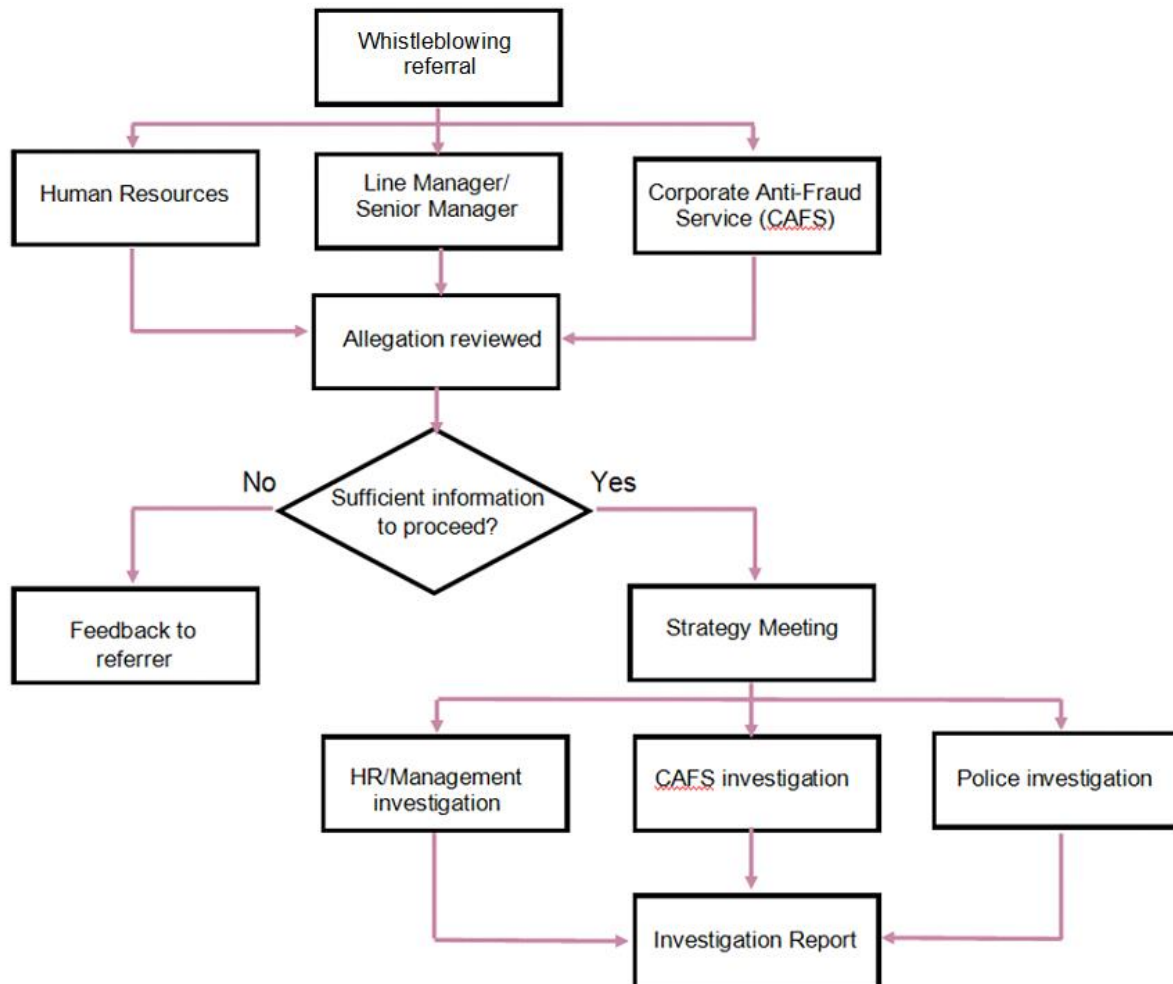 Whistleblowing
referral
Human Resources
Line Manager/
Senior Manager
Corporate Anti-Fraud
Service (CAFS)
Allegation reviewed
No
Sufficient information
to proceed?
Yes
Feedback to
referrer
Strategy Meeting
HR/Management
investigation
CAFS investigation
Police investigation
Investigation Report